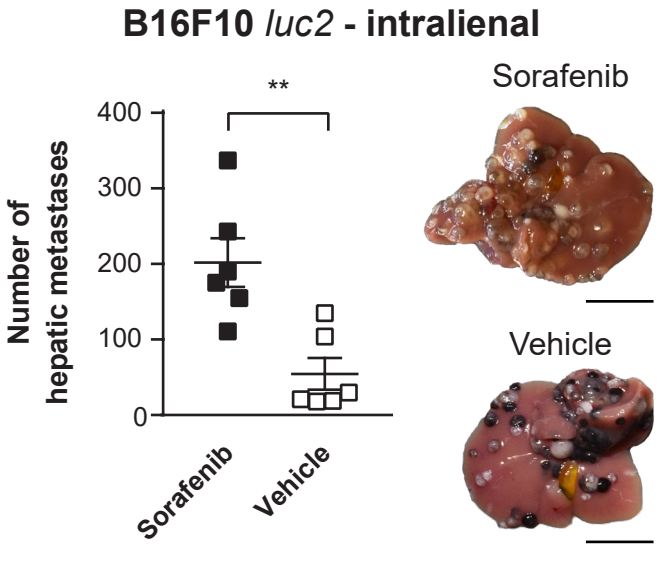 B16F10 luc2 - intralienal
Number of
hepatic metastases
400
300
200
100
0
**
Sorafenib
Vehicle
Sorafenib
Vehicle